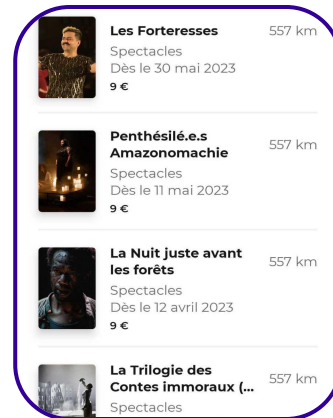 Les Forteresses 557 km
Spectacles
Dès le 30 mai 2023
9 €
Penthésilé.e.s
Amazonomachie 557 km
Spectacles
Dès le 11 mai 2023
9 €
La Nuit juste avant
les forêts 557 km
Spectacles
Dès le 12 avril 2023
9 €
La Trilogie des
Contes immoraux (... 557 km
Spectacles